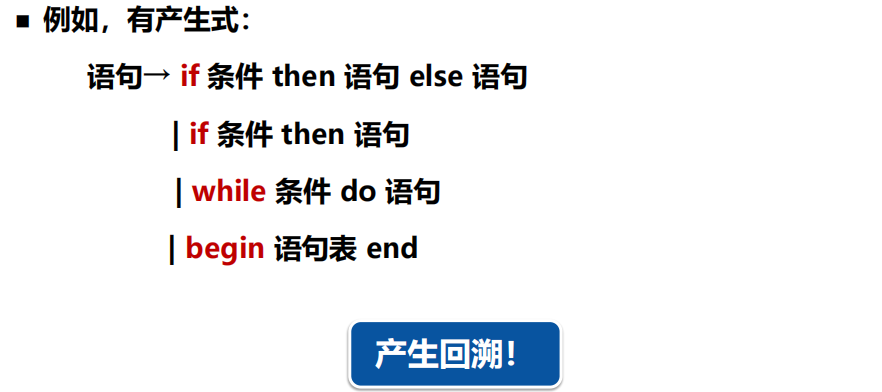 ■ 例如，有产生式：
语句→ if 条件 then 语句 else 语句
| if 条件 then 语句
| while 条件 do 语句
| begin 语句表 end
产生回溯！